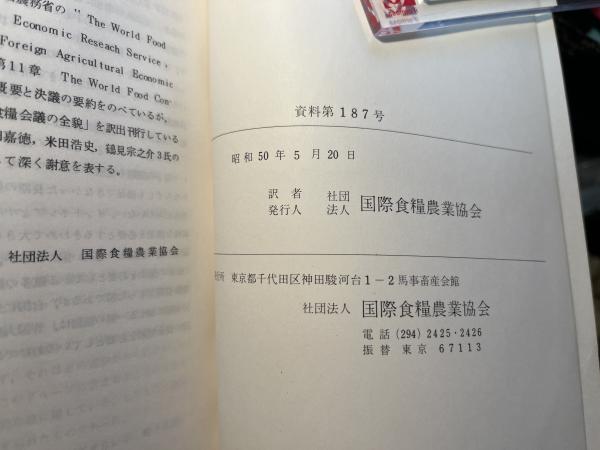 農務省の " The World Food
Economic Reseach Service,
Foreign Agricultural Economic
第11章 The World Food Con-
概要と決議の要約をのべているが,
食糧会議の全貌」を訳出刊行している
嘉徳, 米田浩史, 鶴見宗之介3氏の
て深く謝意を表する。
社団法人 国際食糧農業協会
資料第187号
昭和50年5月20日
訳者 社団
発行人 法人 国際食糧農業協会
東京都千代田区神田駿河台1-2馬事畜産会館
社団法人 国際食糧農業協会
電話 (294) 2425・2426
振替 東京 67113